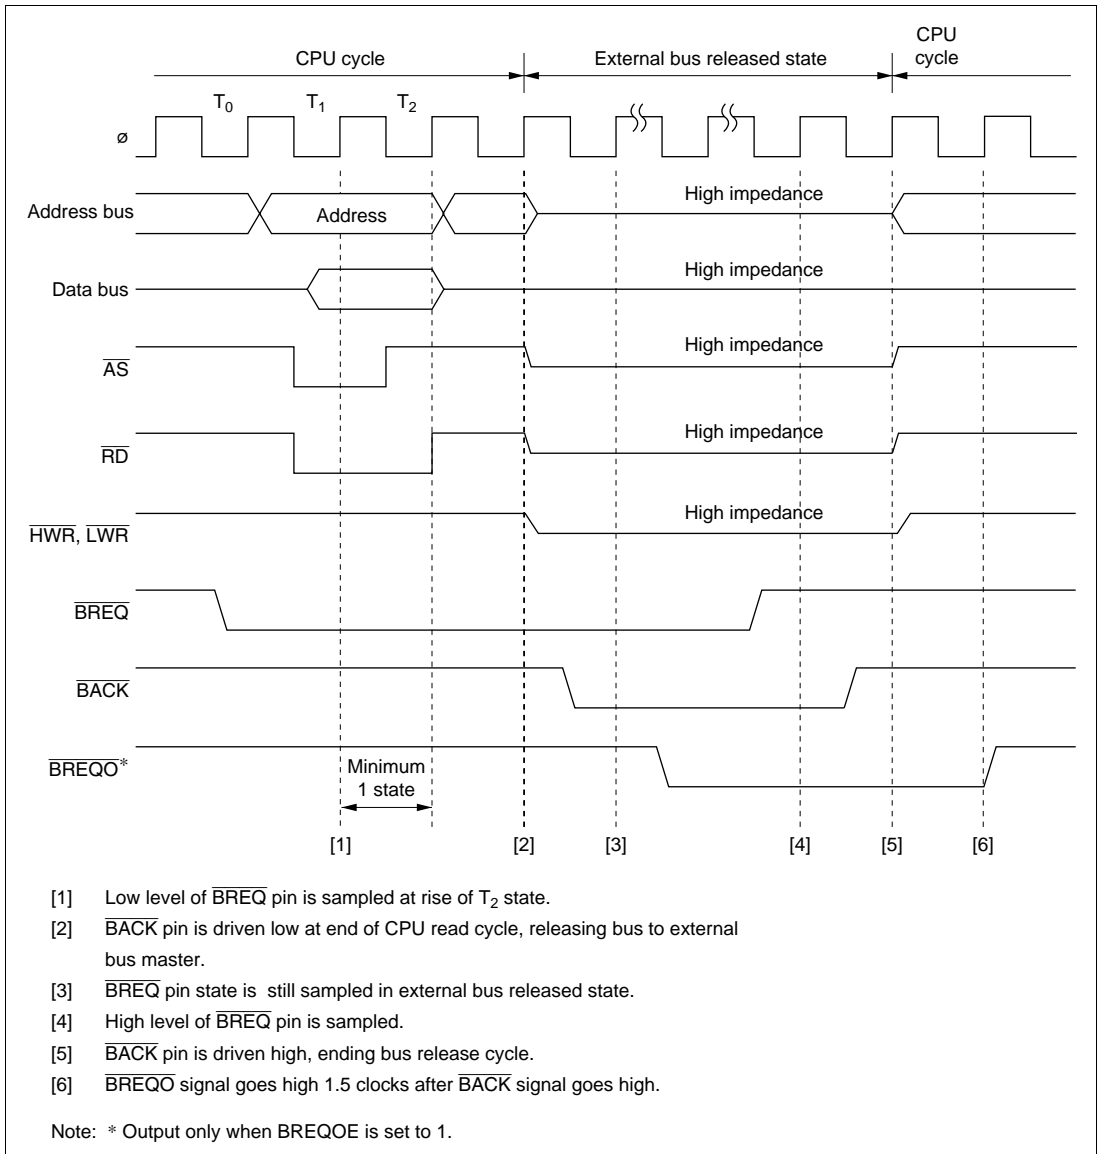 CPU
CPU cycle External bus released state cycle
T0 T1 T2
ø
High impedance
Address bus Address
High impedance
Data bus
High impedance
AS
High impedance
RD
High impedance
HWR, LWR
BREQ
BACK
BREQO*
Minimum
1 state
[1] [2] [3] [4] [5] [6]
[1] Low level of BREQ pin is sampled at rise of T2 state.
[2] BACK pin is driven low at end of CPU read cycle, releasing bus to external
bus master.
[3] BREQ pin state is still sampled in external bus released state.
[4] High level of BREQ pin is sampled.
[5] BACK pin is driven high, ending bus release cycle.
[6] BREQO signal goes high 1.5 clocks after BACK signal goes high.
Note: * Output only when BREQOE is set to 1.